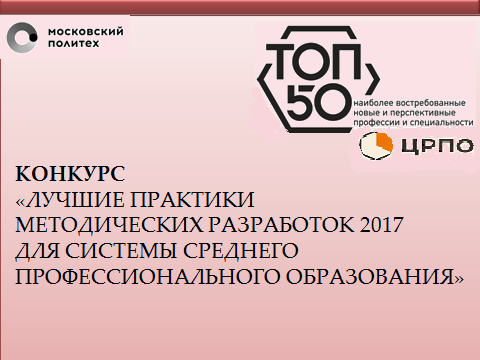 МОСКОВСКИЙ
ПОЛИТЕХ
ТОП
50
наиболее востребованные
новые и перспективные
профессии и специальности
ЦРПО
КОНКУРС
«ЛУЧШИЕ ПРАКТИКИ
МЕТОДИЧЕСКИХ РАЗРАБОТОК 2017
ДЛЯ СИСТЕМЫ СРЕДНЕГО
ПРОФЕССИОНАЛЬНОГО ОБРАЗОВАНИЯ»